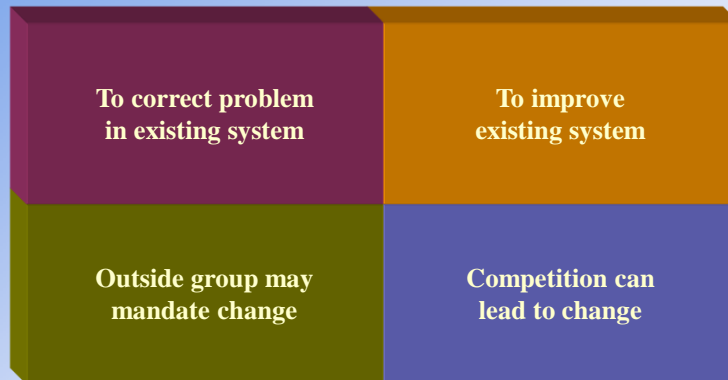 To correct problem
in existing system
To improve
existing system
Outside group may
mandate change
Competition can
lead to change